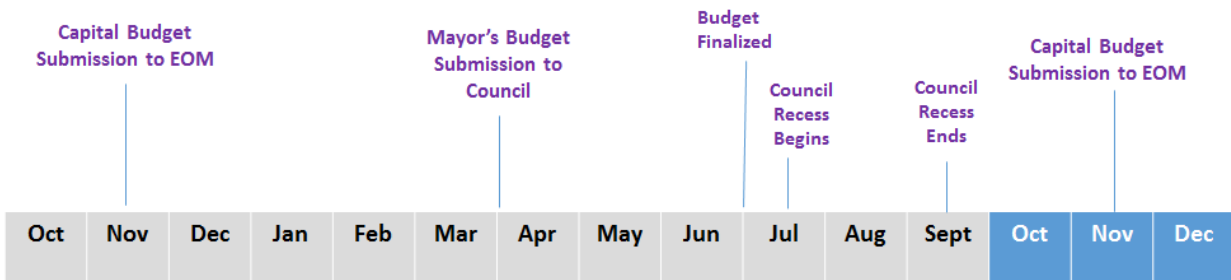 Capital Budget
Submission to EOM
Mayor's Budget
Submission to
Council
Budget
Finalized
Council
Recess
Begins
Council
Recess
Ends
Capital Budget
Submission to EOM
Oct Nov Dec Jan Feb Mar Apr May Jun Jul Aug Sept Oct Nov Dec